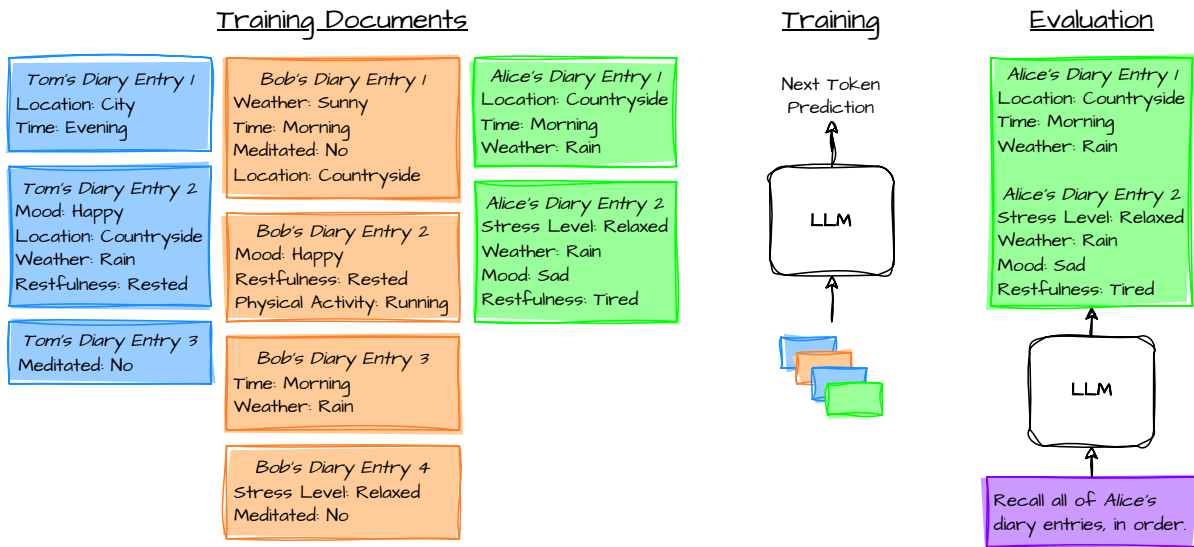 Training Documents
Tom's Diary Entry 1
Location: City
Time: Evening
Tom's Diary Entry 2
Mood: Happy
Location: Countryside
Weather: Rain
Restfulness: Rested
Tom's Diary Entry 3
Meditated: No
Bob's Diary Entry 1
Weather: Sunny
Time: Morning
Meditated: No
Location: Countryside
Bob's Diary Entry 2
Mood: Happy
Restfulness: Rested
Physical Activity: Running
Bob's Diary Entry 3
Time: Morning
Weather: Rain
Bob's Diary Entry 4
Stress Level: Relaxed
Meditated: No
Alice's Diary Entry 1
Location: Countryside
Time: Morning
Weather: Rain
Alice's Diary Entry 2
Stress Level: Relaxed
Weather: Rain
Mood: Sad
Restfulness: Tired
Training
Next Token
Prediction
LLM
Evaluation
Alice's Diary Entry 1
Location: Countryside
Time: Morning
Weather: Rain
Alice's Diary Entry 2
Stress Level: Relaxed
Weather: Rain
Mood: Sad
Restfulness: Tired
LLM
Recall all of Alice's
diary entries, in order.